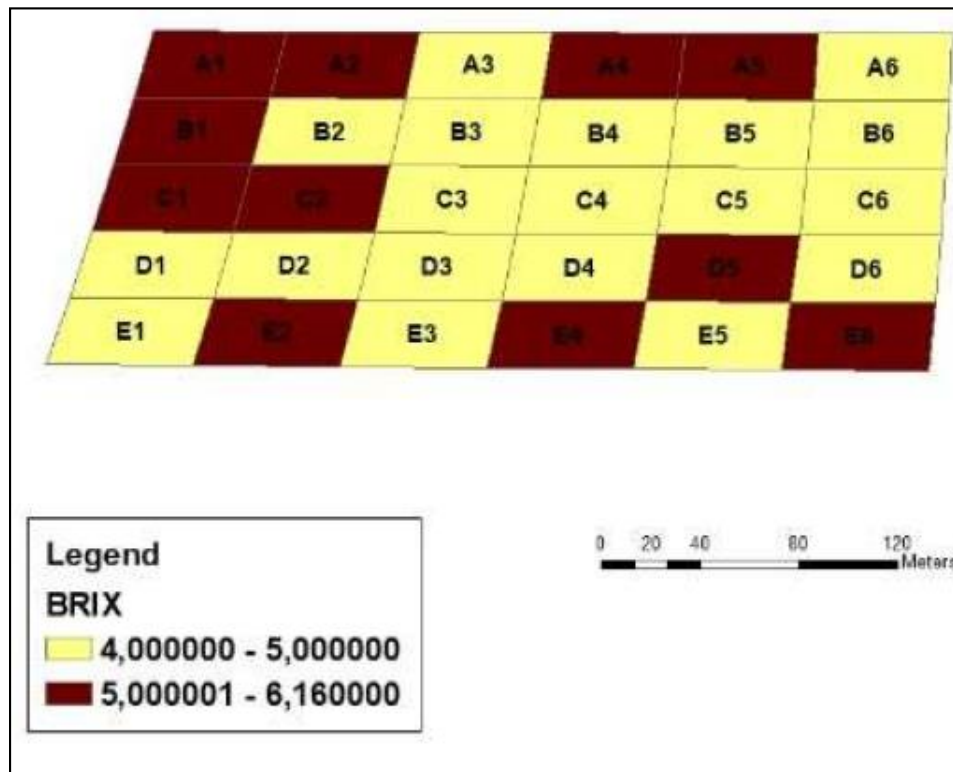 A1 A2 A3 A4 A5 A6
B1 B2 B3 B4 B5 B6
C1 C2 C3 C4 C5 C6
D1 D2 D3 D4 D5 D6
E1 E2 E3 E4 E5 E6
Legend
BRIX
4,000000 - 5,000000
5,000001 - 6,160000
0 20 40 80 120
Meters